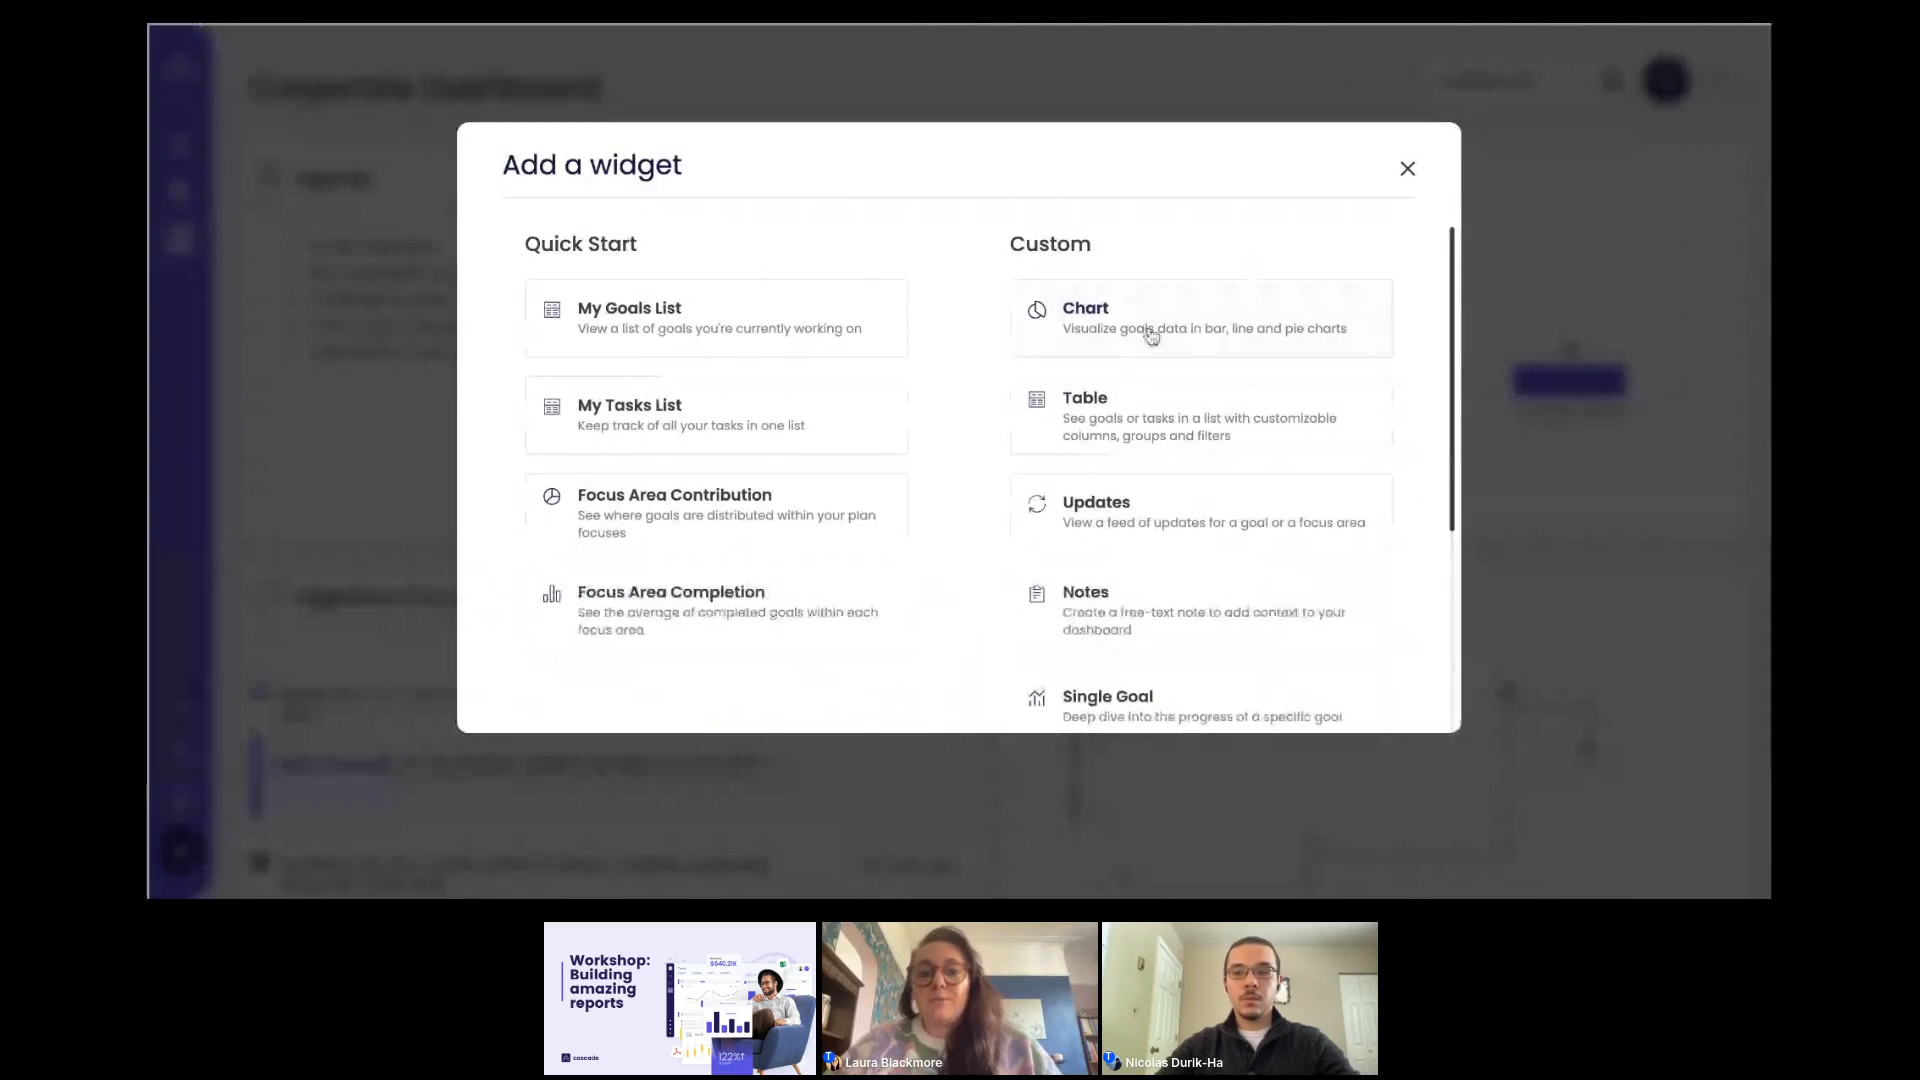 Add a widget
Quick Start
My Goals List
View a list of goals you're currently working on
My Tasks List
Keep track of all your tasks in one list
Focus Area Contribution
See where goals are distributed within your plan
focuses
Focus Area Completion
See the average of completed goals within each
focus area
Custom
Chart
Visualize goals data in bar, line and pie charts
Table
See goals or tasks in a list with customizable
columns, groups and filters
Updates
View a feed of updates for a goal or a focus area
Notes
Create a free-text note to add context to your
dashboard
Single Goal
Deep dive into the progress of a specific goal
Workshop:
Building
amazing
reports
$640.21K
122%↑
cascade
Laura Blackmore
Nicolas Durik-Ha